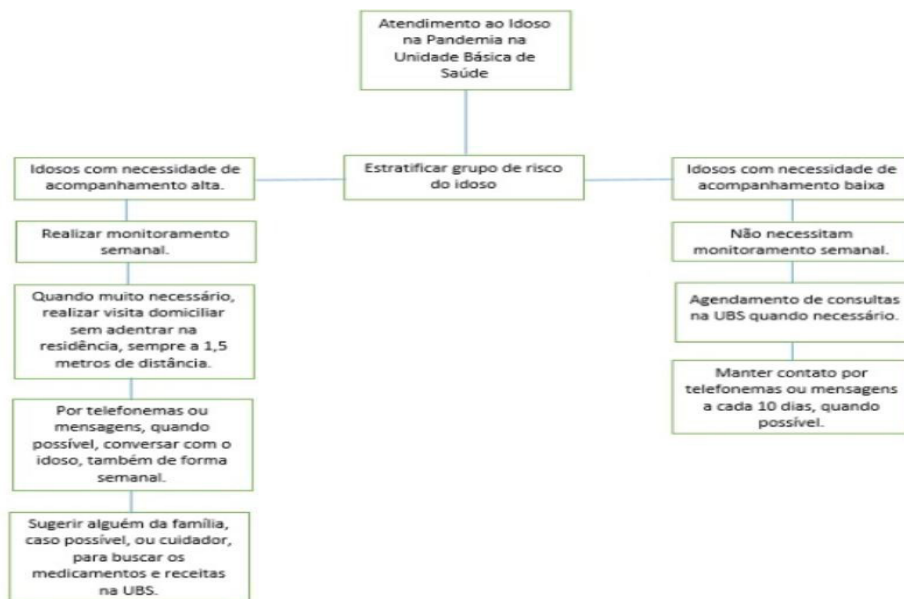 Atendimento ao Idoso
na Pandemia na
Unidade Básica de
Saúde
Idosos com necessidade de
acompanhamento alta.
Estratificar grupo de risco
do idoso
Idosos com necessidade de
acompanhamento baixa
Realizar monitoramento
semanal.
Não necessitam
monitoramento semanal.
Quando muito necessário,
realizar visita domiciliar
sem adentrar na
residência, sempre a 1,5
metros de distância.
Agendamento de consultas
na UBS quando necessário.
Manter contato por
telefonemas ou mensagens
a cada 10 dias, quando
possível.
Por telefonemas ou
mensagens, quando
possível, conversar com o
idoso, também de forma
semanal.
Sugerir alguém da família,
caso possível, ou cuidador,
para buscar os
medicamentos e receitas
na UBS.